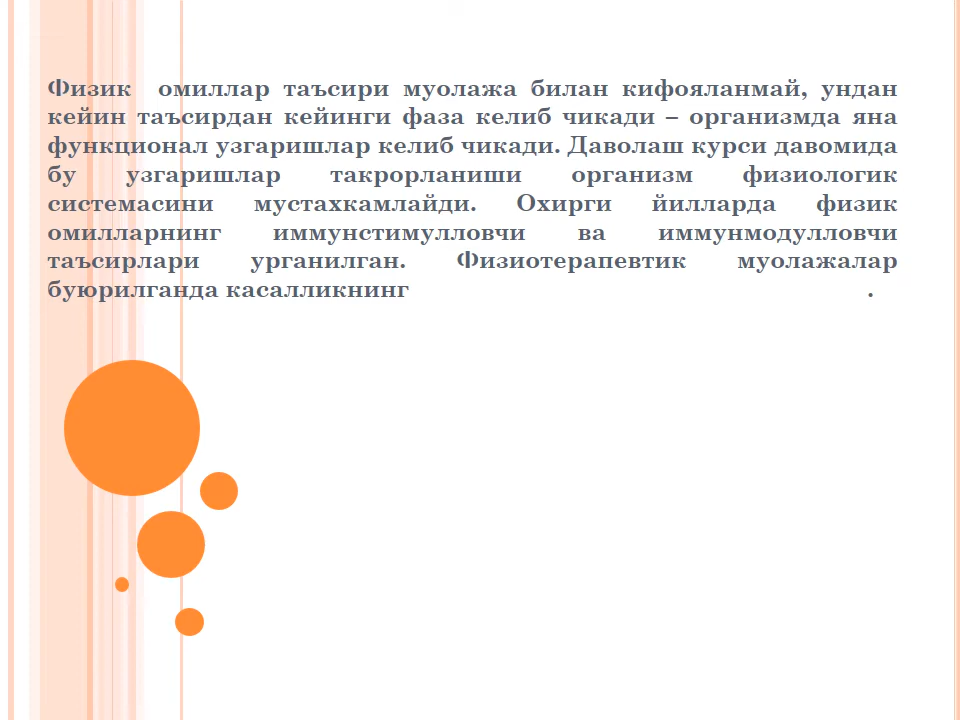 Физик омиллар таъсири муолажа билан кифояланмай, ундан
кейин таъсирдан кейинги фаза келиб чикади – организмда яна
функционал узгаришлар келиб чикади. Даволаш курси давомида
бу узгаришлар такрорланиши организм физиологик
системасини мустахкамлайди. Охирги йилларда физик
омилларнинг иммунстимулловчи ва иммунмодулловчи
таъсирлари урганилган. Физиотерапевтик муолажалар
буюрилганда касалликнинг .